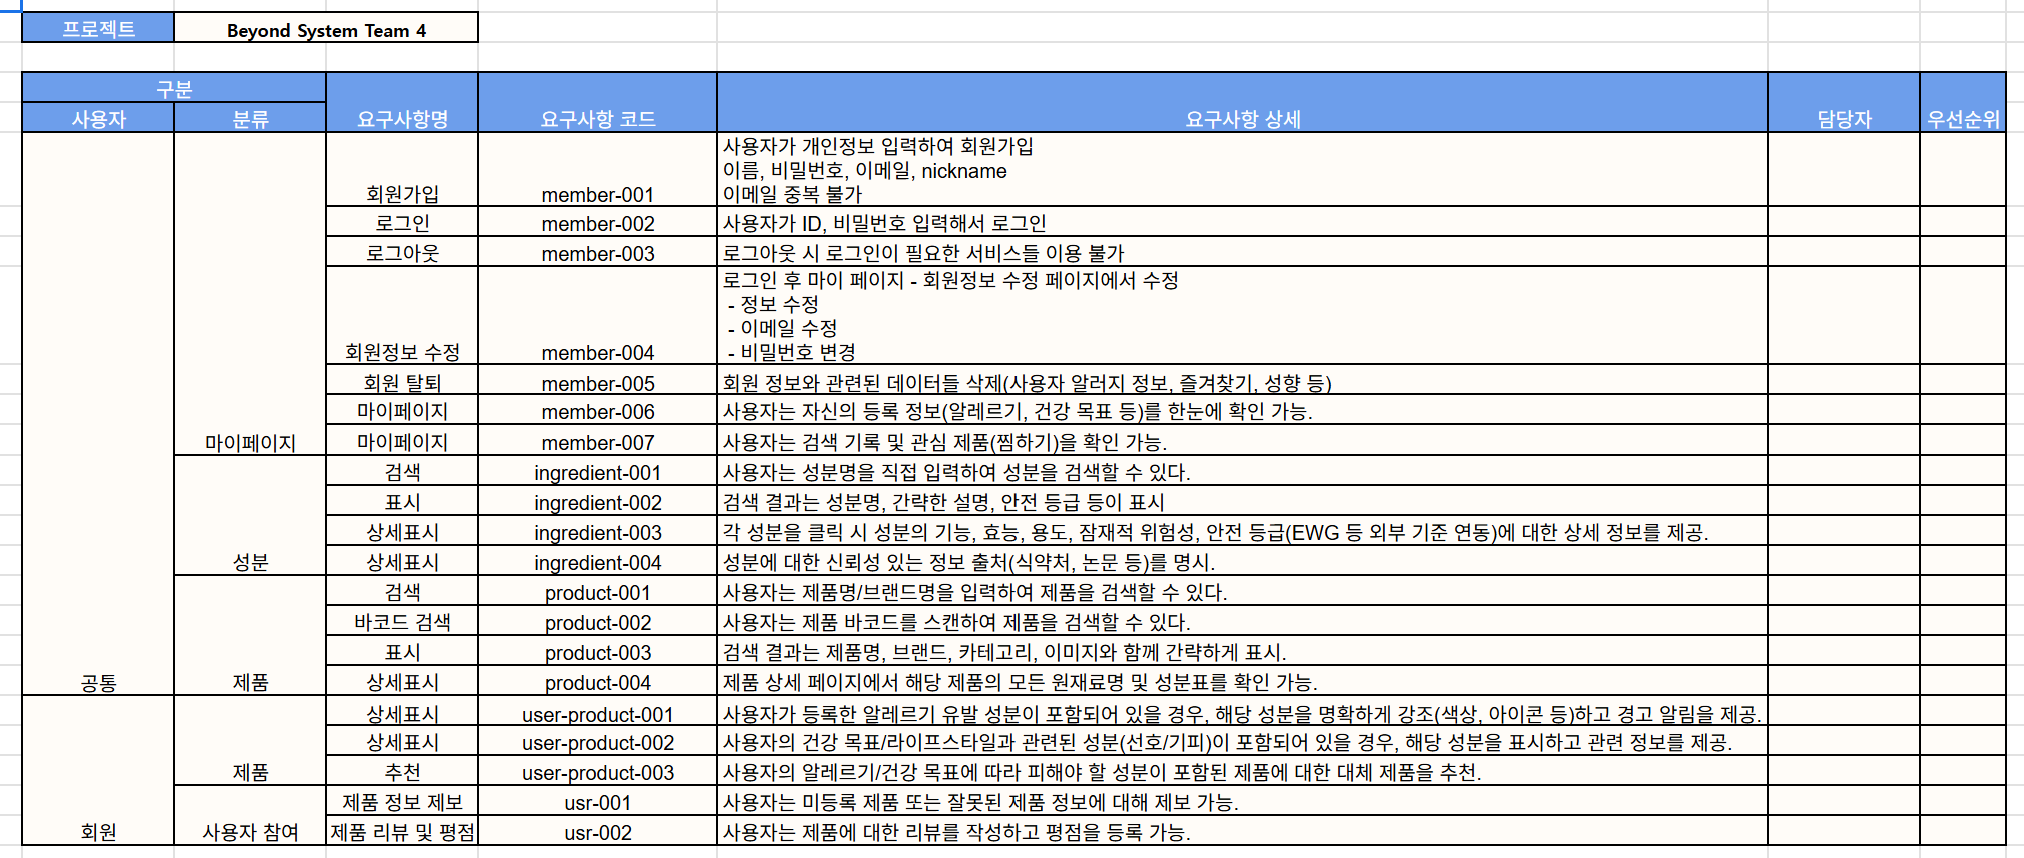 프로젝트 Beyond System Team 4
구분
사용자 분류 요구사항명 요구사항 코드 요구사항 상세 담당자 우선순위
사용자가 개인정보 입력하여 회원가입
이름, 비밀번호, 이메일, nickname
회원가입 member-001 이메일 중복 불가
로그인 member-002 사용자가 ID, 비밀번호 입력해서 로그인
로그아웃 member-003 로그아웃 시 로그인이 필요한 서비스들 이용 불가
로그인 후 마이 페이지 - 회원정보 수정 페이지에서 수정
- 정보 수정
- 이메일 수정
회원정보 수정 member-004 - 비밀번호 변경
회원 탈퇴 member-005 회원 정보와 관련된 데이터들 삭제(사용자 알러지 정보, 즐겨찾기, 성향 등)
마이페이지 member-006 사용자는 자신의 등록 정보(알레르기, 건강 목표 등)를 한눈에 확인 가능.
마이페이지 마이페이지 member-007 사용자는 검색 기록 및 관심 제품(찜하기)을 확인 가능.
검색 ingredient-001 사용자는 성분명을 직접 입력하여 성분을 검색할 수 있다.
표시 ingredient-002 검색 결과는 성분명, 간략한 설명, 안전 등급 등이 표시
상세표시 ingredient-003 각 성분을 클릭 시 성분의 기능, 효능, 용도, 잠재적 위험성, 안전 등급(EWG 등 외부 기준 연동)에 대한 상세 정보를 제공.
성분 상세표시 ingredient-004 성분에 대한 신뢰성 있는 정보 출처(식약처, 논문 등)를 명시.
검색 product-001 사용자는 제품명/브랜드명을 입력하여 제품을 검색할 수 있다.
바코드 검색 product-002 사용자는 제품 바코드를 스캔하여 제품을 검색할 수 있다.
표시 product-003 검색 결과는 제품명, 브랜드, 카테고리, 이미지와 함께 간략하게 표시.
공통 제품 상세표시 product-004 제품 상세 페이지에서 해당 제품의 모든 원재료명 및 성분표를 확인 가능.
상세표시 user-product-001 사용자가 등록한 알레르기 유발 성분이 포함되어 있을 경우, 해당 성분을 명확하게 강조(색상, 아이콘 등)하고 경고 알림을 제공.
상세표시 user-product-002 사용자의 건강 목표/라이프스타일과 관련된 성분(선호/기피)이 포함되어 있을 경우, 해당 성분을 표시하고 관련 정보를 제공.
제품 추천 user-product-003 사용자의 알레르기/건강 목표에 따라 피해야 할 성분이 포함된 제품에 대한 대체 제품을 추천.
제품 정보 제보 usr-001 사용자는 미등록 제품 또는 잘못된 제품 정보에 대해 제보 가능.
회원 사용자 참여 제품 리뷰 및 평점 usr-002 사용자는 제품에 대한 리뷰를 작성하고 평점을 등록 가능.